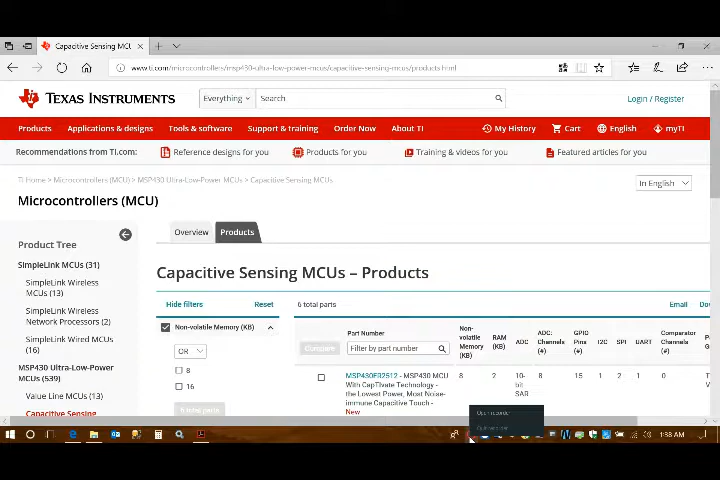 Capacitive Sensing MCU
www.ti.com/microcontrollers/msp430-ultra-low-power-mcus/capacitive-sensing-mcus/products.html
TEXAS INSTRUMENTS
Everything
Search
Login / Register
Products
Applications & designs
Tools & software
Support & training
Order Now
About TI
My History
Cart
English
myTI
Recommendations from TI.com:
Reference designs for you
Products for you
Training & videos for you
Featured articles for you
TI Home > Microcontrollers (MCU) > MSP430 Ultra-Low-Power MCUs > Capacitive Sensing MCUs
In English
Microcontrollers (MCU)
Product Tree
SimpleLink MCUs (31)
SimpleLink Wireless
MCUs (13)
SimpleLink Wireless
Network Processors (2)
SimpleLink Wired MCUs
(16)
MSP430 Ultra-Low-Power
MCUs (539)
Value Line MCUs (13)
Capacitive Sensing
Overview
Products
Capacitive Sensing MCUs – Products
Hide filters
Reset
6 total parts
Email
Non-volatile Memory (KB)
OR
8
16
6 total parts
Compare
Part Number
Filter by part number
Non-
volatile
Memory
(KB)
RAM
(KB)
ADC
ADC:
Channels
(#)
GPIO
Pins
(#)
I2C
SPI
UART
Comparator
Channels
(#)
MSP430FR2512 - MSP430 MCU
With CapTIvate Technology -
the Lowest Power, Most Noise-
immune Capacitive Touch -
New
8
2
10-
bit
SAR
8
15
1
2
1
0
Open recorder
1:38 AM